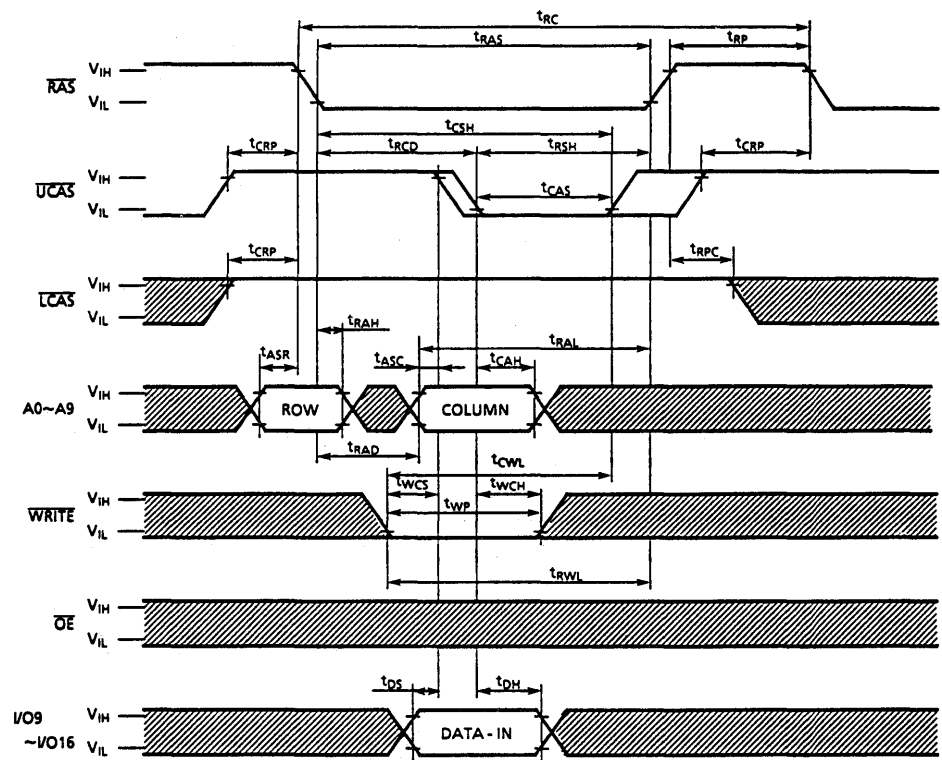 tRC
tRAS
tRP
RAS
VIH
VIL
tCSH
tCRP
tRCD
tRSH
tCRP
UCAS
VIH
VIL
tCAS
tCRP
tRPC
LCAS
VIH
VIL
tRAH
tRAL
tASR
tASC
tCAH
A0~A9
VIH
VIL
ROW
COLUMN
tRAD
tCWL
tWCS
tWCH
tWP
WRITE
VIH
VIL
tRWL
OE
VIH
VIL
tDS
tDH
I/O9
~I/O16
VIH
VIL
DATA-IN